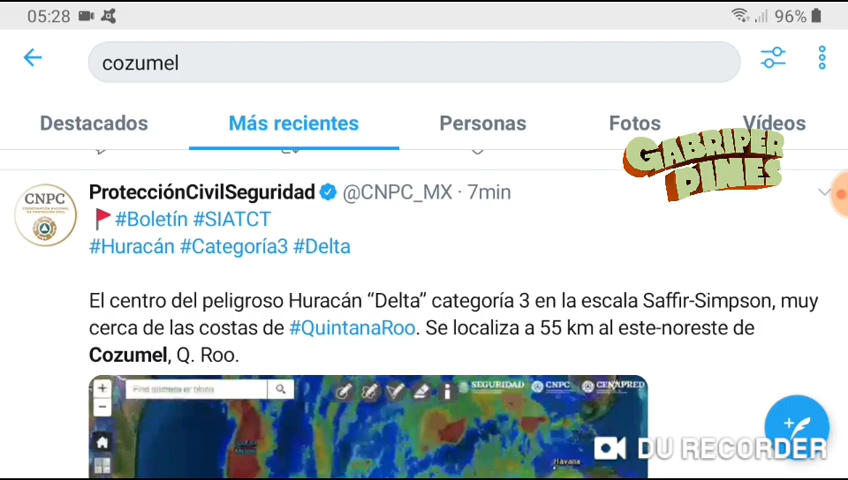 05:28 96%
cozumel
Destacados Más recientes Personas Fotos Vídeos
GABRIPER
DINES
CNPC
ProtecciónCivilSeguridad @CNPC_MX · 7min
#Boletín #SIATCT
#Huracán #Categoría3 #Delta
El centro del peligroso Huracán “Delta” categoría 3 en la escala Saffir-Simpson, muy
cerca de las costas de #QuintanaRoo. Se localiza a 55 km al este-noreste de
Cozumel, Q. Roo.
SEGURIDAD CNPC CENAPRED
Havana
DU RECORDER